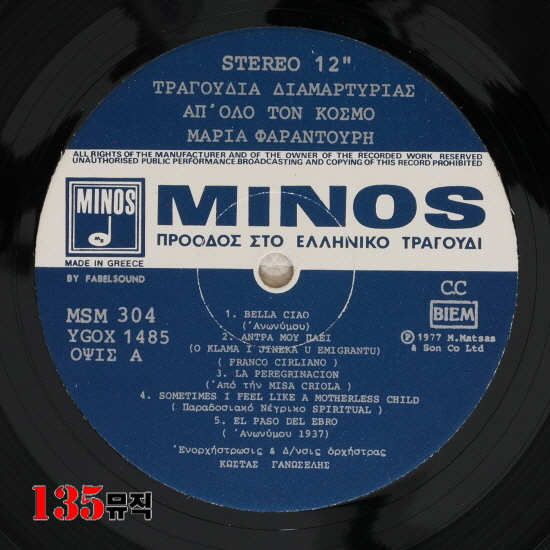 STEREO 12"
ΤΡΑΓΟΥΔΙΑ ΔΙΑΜΑΡΤΥΡΙΑΣ
ΑΠ'ΟΛΟ ΤΟΝ ΚΟΣΜΟ
ΜΑΡΙΑ ΦΑΡΑΝΤΟΥΡΗ
ALL RIGHTS OF THE MANUFACTURER AND OF THE OWNER OF THE RECORDED WORK RESERVED
UNAUTHORISED PUBLIC PERFORMANCE.BROADCASTING AND COPYING OF THIS RECORD PROHIBITED
MINOS
MINOS
ΠΡΟΟΔΟΣ ΣΤΟ ΕΛΛΗΝΙΚΟ ΤΡΑΓΟΥΔΙ
MADE IN GREECE
BY FABELSOUND
MSM 304
YGOX 1485
ΟΨΙΣ Α
CC
BIEM
Ⓟ 1977 M.Matsas
& Son Co Ltd
1. BELLA CIAO
('Ανωνύμου)
2. ΑΝΤΡΑ ΜΟΥ ΠΑΕΙ
(O KLAMA I JINEKA U EMIGRANTU)
(FRANCO CIRLIANO)
3. LA PEREGRINACION
('Από τήν MISA CRIOLA )
4. SOMETIMES I FEEL LIKE A MOTHERLESS CHILD
( Παραδοσιακό Νέγρικο SPIRITUAL )
5. EL PASO DEL EBRO
( 'Ανωνύμου 1937)
'Ενορχήστρωσις & Δ/νσις ὀρχήστρας
ΚΩΣΤΑΣ ΓΑΝΩΣΕΛΗΣ
135뮤직